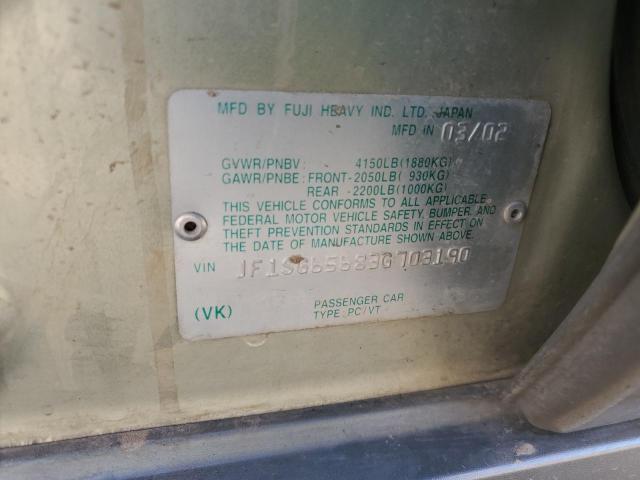 MFD BY FUJI HEAVY IND. LTD. JAPAN
MFD IN 03/02
GVWR/PNBV: 4150LB(1880KG)
GAWR/PNBE: FRONT-2050LB( 930KG)
REAR -2200LB(1000KG)
THIS VEHICLE CONFORMS TO ALL APPLICABLE
FEDERAL MOTOR VEHICLE SAFETY, BUMPER, AND
THEFT PREVENTION STANDARDS IN EFFECT ON
THE DATE OF MANUFACTURE SHOWN ABOVE.
VIN JF1SG65683G703190
(VK) PASSENGER CAR
TYPE:PC/VT